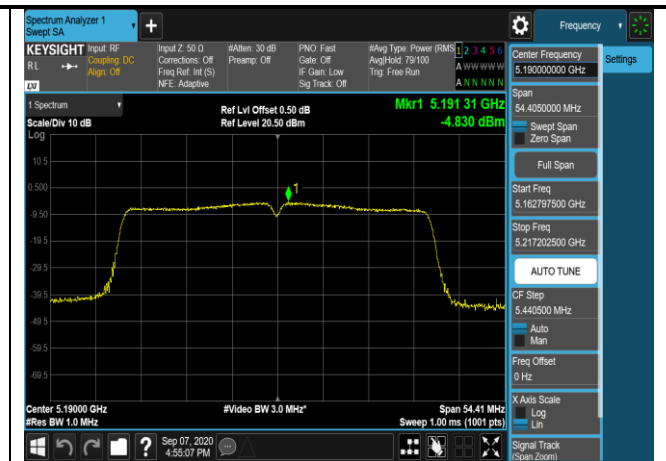 Spectrum Analyzer 1
Swept SA
+
Frequency
KEYSIGHT
RL
LXI
Input: RF
Coupling: DC
Align: Off
Input Z: 50 Ω
Corrections: Off
Freq Ref: Int (S)
NFE: Adaptive
#Atten: 30 dB
Preamp: Off
PNO: Fast
Gate: Off
IF Gain: Low
Sig Track: Off
#Avg Type: Power (RMS
Avg|Hold: 79/100
Trig: Free Run
1 2 3 4 5 6
A W W W W W
A N N N N N
1 Spectrum
Scale/Div 10 dB
Ref Lvl Offset 0.50 dB
Ref Level 20.50 dBm
Mkr1 5.191 31 GHz
-4.830 dBm
Log
10.5
0.500
-9.50
-19.5
-29.5
-39.5
-49.5
-59.5
-69.5
1
Center 5.19000 GHz
#Res BW 1.0 MHz
#Video BW 3.0 MHz*
Span 54.41 MHz
Sweep 1.00 ms (1001 pts)
Sep 07, 2020
4:55:07 PM
?
Center Frequency
5.190000000 GHz
Settings
Span
54.4050000 MHz
Swept Span
Zero Span
Full Span
Start Freq
5.162797500 GHz
Stop Freq
5.217202500 GHz
AUTO TUNE
CF Step
5.440500 MHz
Auto
Man
Freq Offset
0 Hz
X Axis Scale
Log
Lin
Signal Track
(Span Zoom)